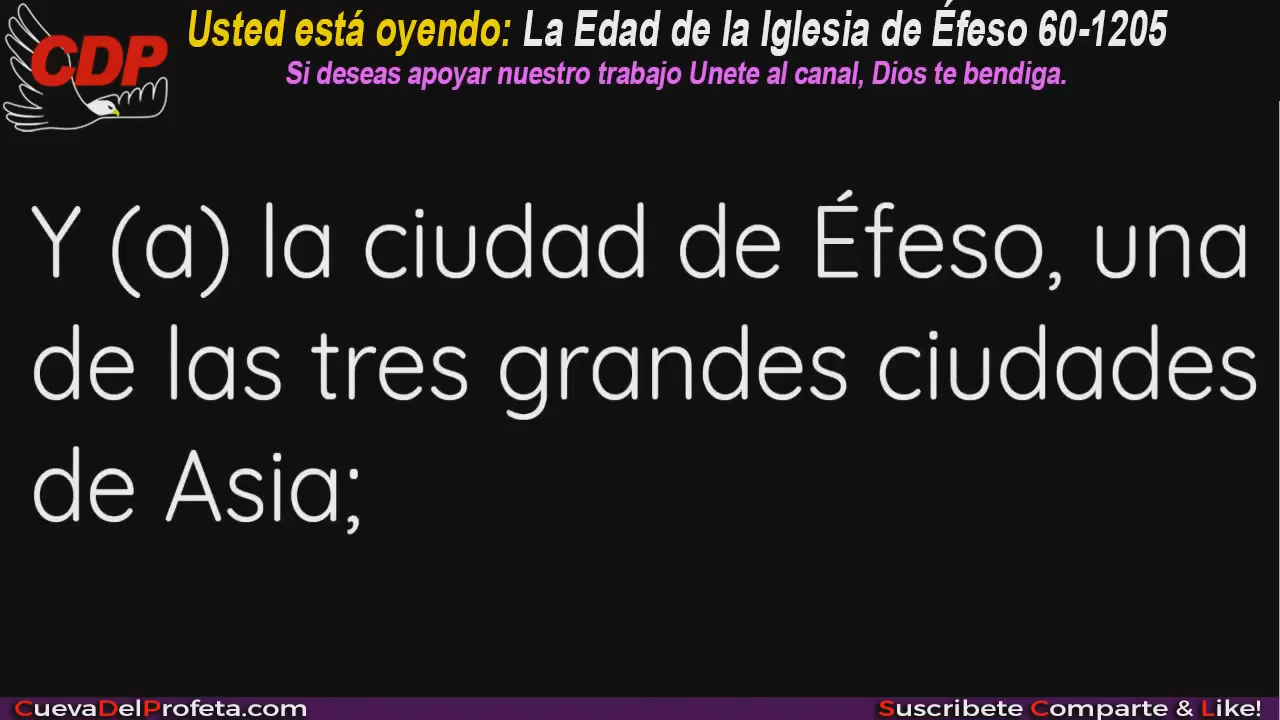 CDP
Usted está oyendo: La Edad de la Iglesia de Éfeso 60-1205
Si deseas apoyar nuestro trabajo Unete al canal, Dios te bendiga.
Y (a) la ciudad de Éfeso, una
de las tres grandes ciudades
de Asia;
CuevaDelProfeta.com
Suscribete Comparte & Like!